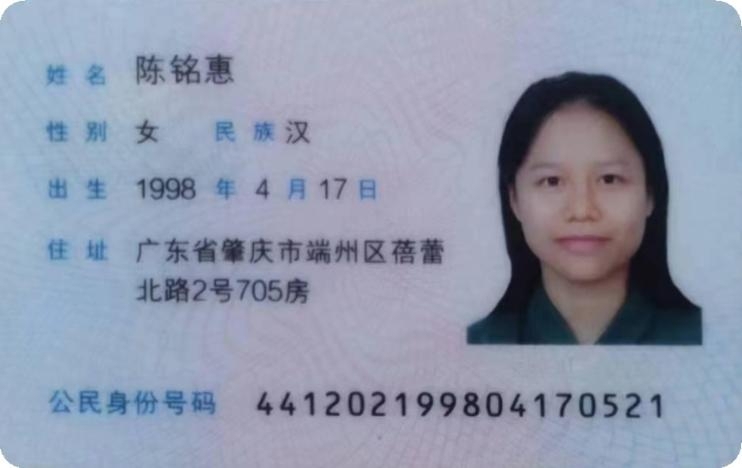 姓名 陈铭惠
性别 女 民族 汉
出生 1998 年 4 月 17 日
住址 广东省肇庆市端州区蓓蕾
北路2号705房
公民身份号码 441202199804170521